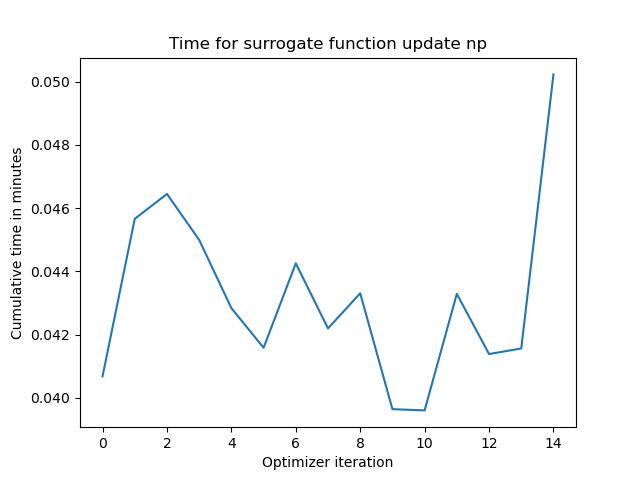 Time for surrogate function update np
0.050
0.048
0.046
0.044
0.042
0.040
Cumulative time in minutes
0 2 4 6 8 10 12 14
Optimizer iteration